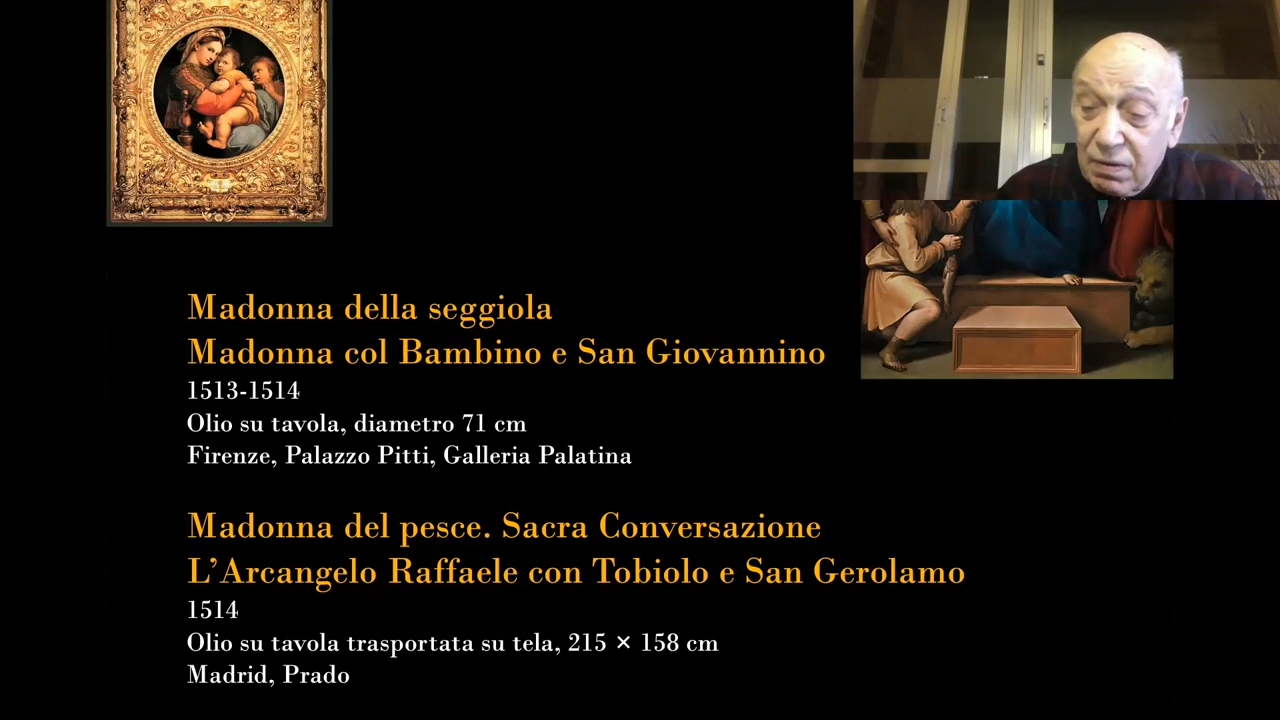 Madonna della seggiola
Madonna col Bambino e San Giovannino
1513-1514
Olio su tavola, diametro 71 cm
Firenze, Palazzo Pitti, Galleria Palatina
Madonna del pesce. Sacra Conversazione
L’Arcangelo Raffaele con Tobiolo e San Gerolamo
1514
Olio su tavola trasportata su tela, 215 × 158 cm
Madrid, Prado